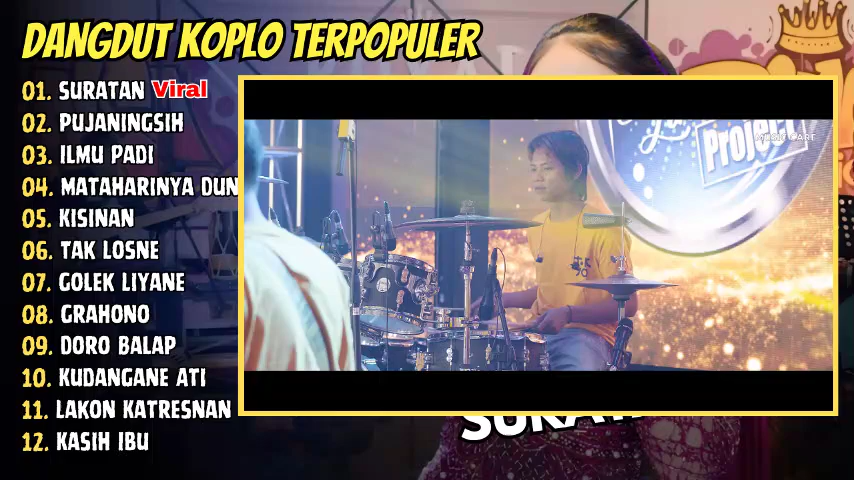 DANGDUT KOPLO TERPOPULER
01. SURATAN Viral
02. PUJANINGSIH
03. ILMU PADI
04. MATAHARINYA DUN
05. KISINAN
06. TAK LOSNE
07. GOLEK LIYANE
08. GRAHONO
09. DORO BALAP
10. KUDANGANE ATI
11. LAKON KATRESNAN
12. KASIH IBU
Project